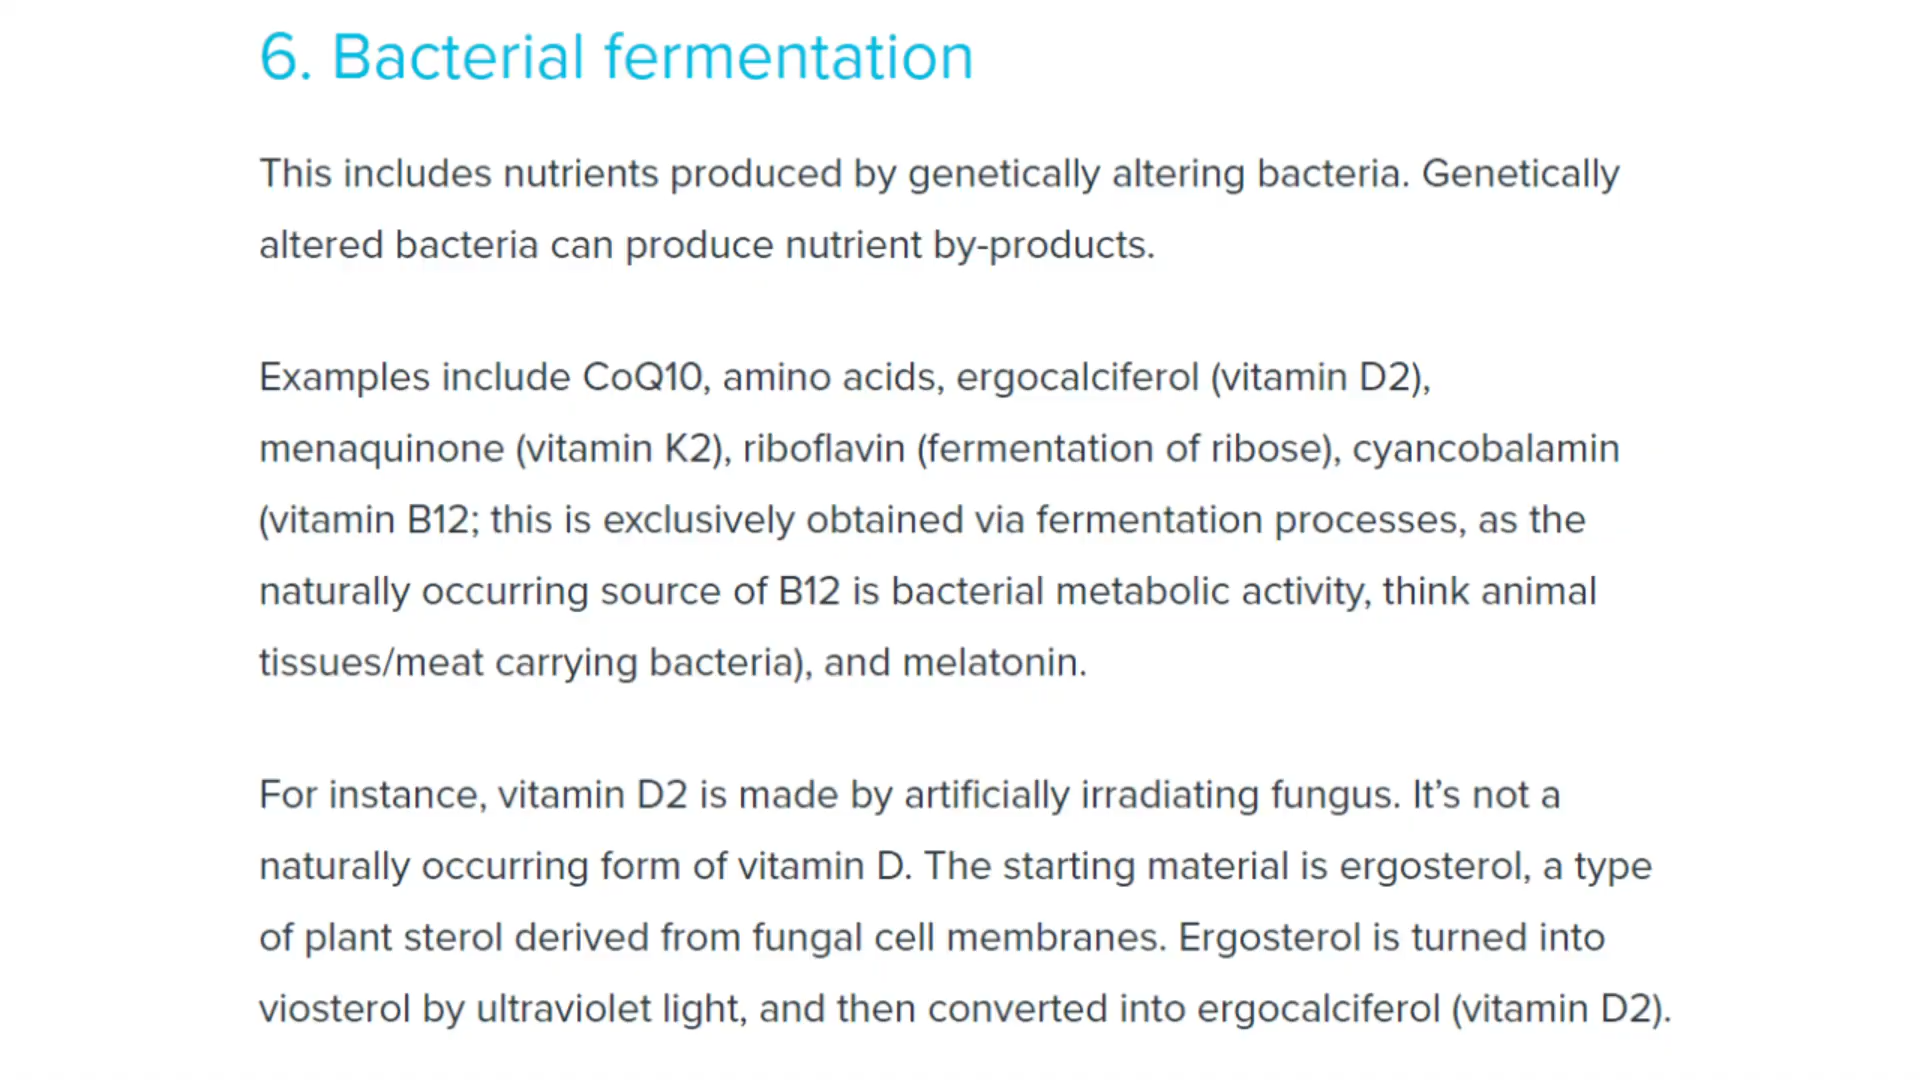 6. Bacterial fermentation
This includes nutrients produced by genetically altering bacteria. Genetically
altered bacteria can produce nutrient by-products.
Examples include CoQ10, amino acids, ergocalciferol (vitamin D2),
menaquinone (vitamin K2), riboflavin (fermentation of ribose), cyancobalamin
(vitamin B12; this is exclusively obtained via fermentation processes, as the
naturally occurring source of B12 is bacterial metabolic activity, think animal
tissues/meat carrying bacteria), and melatonin.
For instance, vitamin D2 is made by artificially irradiating fungus. It’s not a
naturally occurring form of vitamin D. The starting material is ergosterol, a type
of plant sterol derived from fungal cell membranes. Ergosterol is turned into
viosterol by ultraviolet light, and then converted into ergocalciferol (vitamin D2).